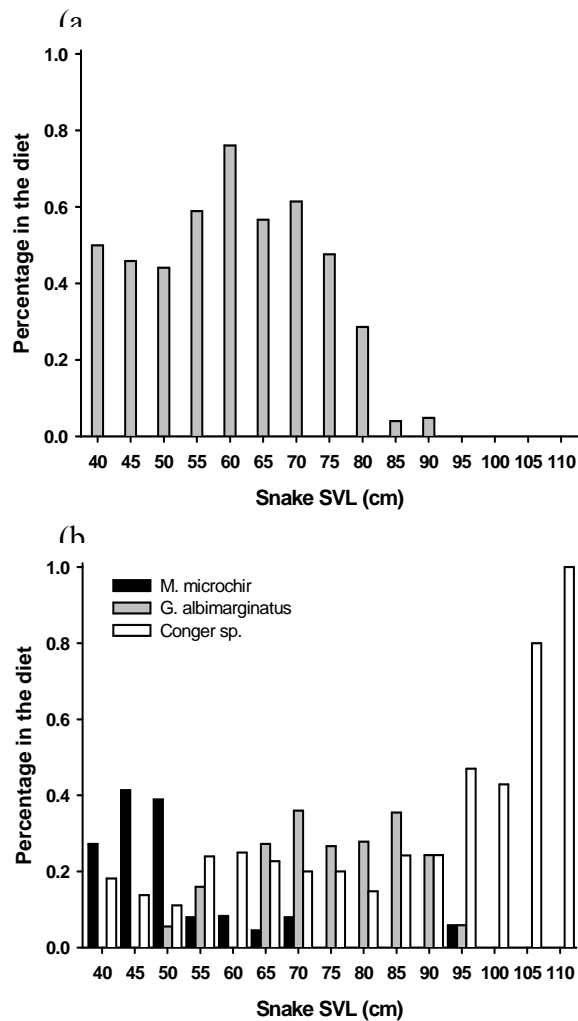 (a
1.0
0.8
0.6
0.4
0.2
0.0
Percentage in the diet
40 45 50 55 60 65 70 75 80 85 90 95 100 105 110
Snake SVL (cm)
(b
1.0
0.8
0.6
0.4
0.2
0.0
Percentage in the diet
M. microchir
G. albimarginatus
Conger sp.
40 45 50 55 60 65 70 75 80 85 90 95 100 105 110
Snake SVL (cm)